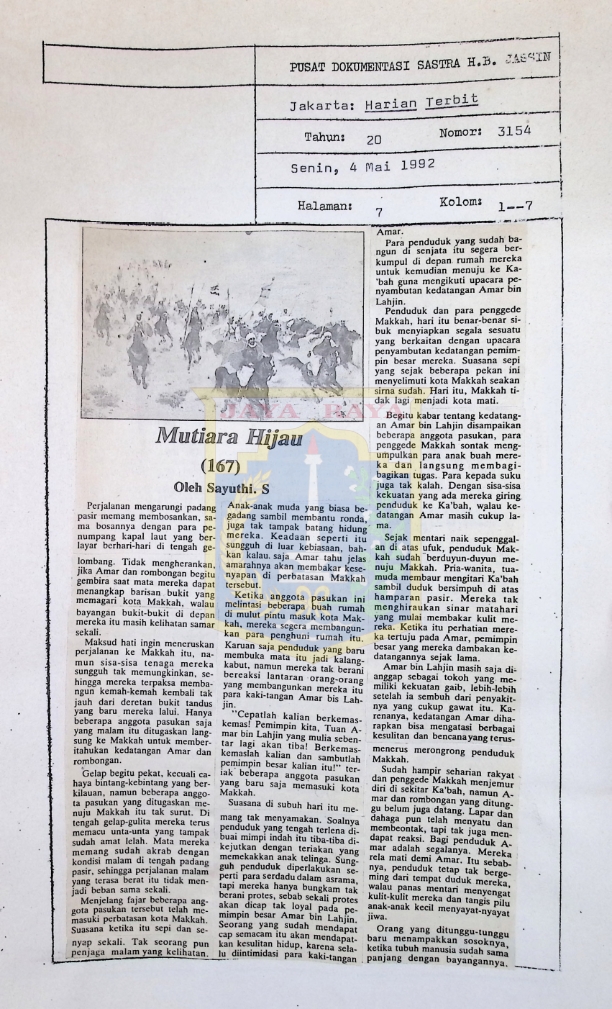 PUSAT DOKUMENTASI SASTRA H.B. JASSIN
Jakarta: Harian Terbit
Tahun: 20 Nomor: 3154
Senin, 4 Mai 1992
Halaman: 7 Kolom: 1--7
JAYA RAYA
Mutiara Hijau
(167)
Oleh Sayuthi. S
Perjalanan mengarungi padang
pasir memang membosankan, sa-
ma bosannya dengan para pe-
numpang kapal laut yang ber-
layar berhari-hari di tengah ge-
lombang. Tidak mengherankan,
jika Amar dan rombongan begitu
gembira saat mata mereka dapat
menangkap barisan bukit yang
memagari kota Makkah, walau
bayangan bukit-bukit di depan
mereka itu masih kelihatan samar
sekali.
Maksud hati ingin meneruskan
perjalanan ke Makkah itu, na-
mun sisa-sisa tenaga mereka
sungguh tak memungkinkan, se-
hingga mereka terpaksa memba-
ngun kemah-kemah kembali tak
jauh dari deretan bukit tandus
yang baru mereka lalui. Hanya
beberapa anggota pasukan saja
yang malam itu ditugaskan lang-
sung ke Makkah untuk member-
itahukan kedatangan Amar dan
rombongan.
Gelap begitu pekat, kecuali ca-
haya bintang-kebintang yang ber-
kilauan, namun beberapa anggo-
ta pasukan yang ditugaskan me-
nuju Makkah itu tak surut. Di
tengah gelap-gulita mereka terus
memacu unta-unta yang tampak
sudah amat lelah. Mata mereka
memang sudah akrab dengan
kondisi malam di tengah padang
pasir, sehingga perjalanan malam
yang terasa berat itu tidak men-
jadi beban sama sekali.
Menjelang fajar beberapa ang-
gota pasukan tersebut telah me-
masuki perbatasan kota Makkah.
Suasana ketika itu sepi dan se-
nyap sekali. Tak seorang pun
penjaga malam yang kelihatan.
Anak-anak muda yang biasa be-
gadang sambil membantu ronda,
juga tak tampak batang hidung
mereka. Keadaan seperti itu
sungguh di luar kebiasaan, bah-
kan kalau. saja Amar tahu jelas
amarahnya akan membakar kese-
nyapan di perbatasan Makkah
tersebut.
Ketika anggota pasukan ini
melintasi beberapa buah rumah
di mulut pintu masuk kota Mak-
kah, mereka segera membangun-
kan para penghuni rumah itu.
Karuan saja penduduk yang baru
membuka mata itu jadi kalang-
kabut, namun mereka tak berani
bereaksi lantaran orang-orang
yang membangunkan mereka itu
para kaki-tangan Amar bis Lah-
jin.
"Cepatlah kalian berkemas-
kemas! Pemimpin kita, Tuan A-
mar bin Lahjin yang mulia seben-
tar lagi akan tiba! Berkemas-
kemaslah kalian dan sambutlah
pemimpin besar kalian itu!" ter-
iak beberapa anggota pasukan
yang baru saja memasuki kota
Makkah.
Suasana di subuh hari itu me-
mang tak menyamakan. Soalnya
penduduk yang tengah terlena di-
buai mimpi indah itu tiba-tiba di-
kejutkan dengan teriakan yang
memekakkan anak telinga. Sung-
guh penduduk diperlakukan se-
perti para serdadu dalam asrama,
tapi mereka hanya bungkam tak
berani protes, sebab sekali protes
akan dicap tak loyal pada pe-
mimpin besar Amar bin Lahjin.
Seorang yang sudah mendapat
cap semacam itu akan mendapat-
kan kesulitan hidup, karena sela-
lu diintimidasi para kaki-tangan
Amar.
Para penduduk yang sudah ba-
ngun di senjata itu segera ber-
kumpul di depan rumah mereka
untuk kemudian menuju ke Ka-
'bah guna mengikuti upacara pe-
nyambutan kedatangan Amar bin
Lahjin.
Penduduk dan para penggede
Makkah, hari itu benar-benar si-
buk menyiapkan segala sesuatu
yang berkaitan dengan upacara
penyambutan kedatangan pemim-
pin besar mereka. Suasana sepi
yang sejak beberapa pekan ini
menyelimuti kota Makkah seakan
sirna sudah. Hari itu, Makkah ti-
dak lagi menjadi kota mati.
Begitu kabar tentang kedatang-
an Amar bin Lahjin disampaikan
beberapa anggota pasukan, para
penggede Makkah sontak meng-
umpulkan para anak buah mere-
ka dan langsung membagi-
bagikan tugas. Para kepada suku
juga tak kalah. Dengan sisa-sisa
kekuatan yang ada mereka giring
penduduk ke Ka'bah, walau ke-
datangan Amar masih cukup la-
ma.
Sejak mentari naik sepenggal-
an di atas ufuk, penduduk Mak-
kah sudah berduyun-duyun me-
nuju Makkah. Pria-wanita, tua-
muda membaur mengitari Ka'bah
sambil duduk bersimpuh di atas
hamparan pasir. Mereka tak
menghiraukan sinar matahari
yang mulai membakar kulit me-
reka. Ketika itu perhatian mere-
ka tertuju pada Amar, pemimpin
besar yang mereka dambakan ke-
datangannya sejak lama.
Amar bin Lahjin masih saja di-
anggap sebagai tokoh yang me-
miliki kekuatan gaib, lebih-lebih
setelah ia sembuh dari penyakit-
nya yang cukup gawat itu. Ka-
renanya, kedatangan Amar diha-
rapkan bisa mengatasi berbagai
kesulitan dan bencana yang terus-
menerus merongrong penduduk
Makkah.
Sudah hampir seharian rakyat
dan penggede Makkah menjemur
diri di sekitar Ka'bah, namun A-
mar dan rombongan yang ditung-
gu belum juga datang. Lapar dan
dahaga pun telah menyatu dan
memboontak, tapi tak juga men-
dapat reaksi. Bagi penduduk A-
mar adalah segalanya. Mereka
rela mati demi Amar. Itu sebab-
nya, penduduk tetap tak berge-
ming dari tempat duduk mereka,
walau panas mentari menyengat
kulit-kulit mereka dan tangis pilu
anak-anak kecil menyayat-nyayat
jiwa.
Orang yang ditunggu-tunggu
baru menampakkan sosoknya,
ketika tubuh manusia sudah sama
panjang dengan bayangannya.